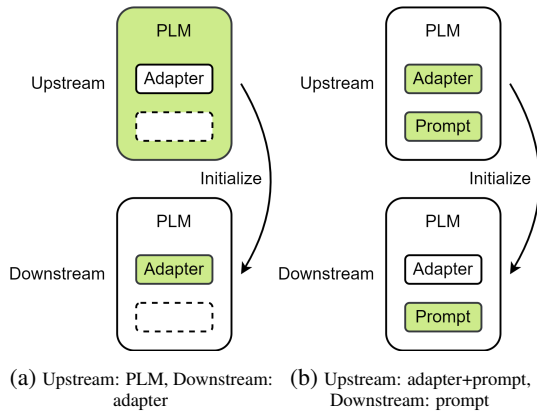 PLM
Upstream
Adapter
Initialize
PLM
Downstream
Adapter
(a) Upstream: PLM, Downstream:
adapter
PLM
Upstream
Adapter
Prompt
Initialize
PLM
Downstream
Adapter
Prompt
(b) Upstream: adapter+prompt,
Downstream: prompt